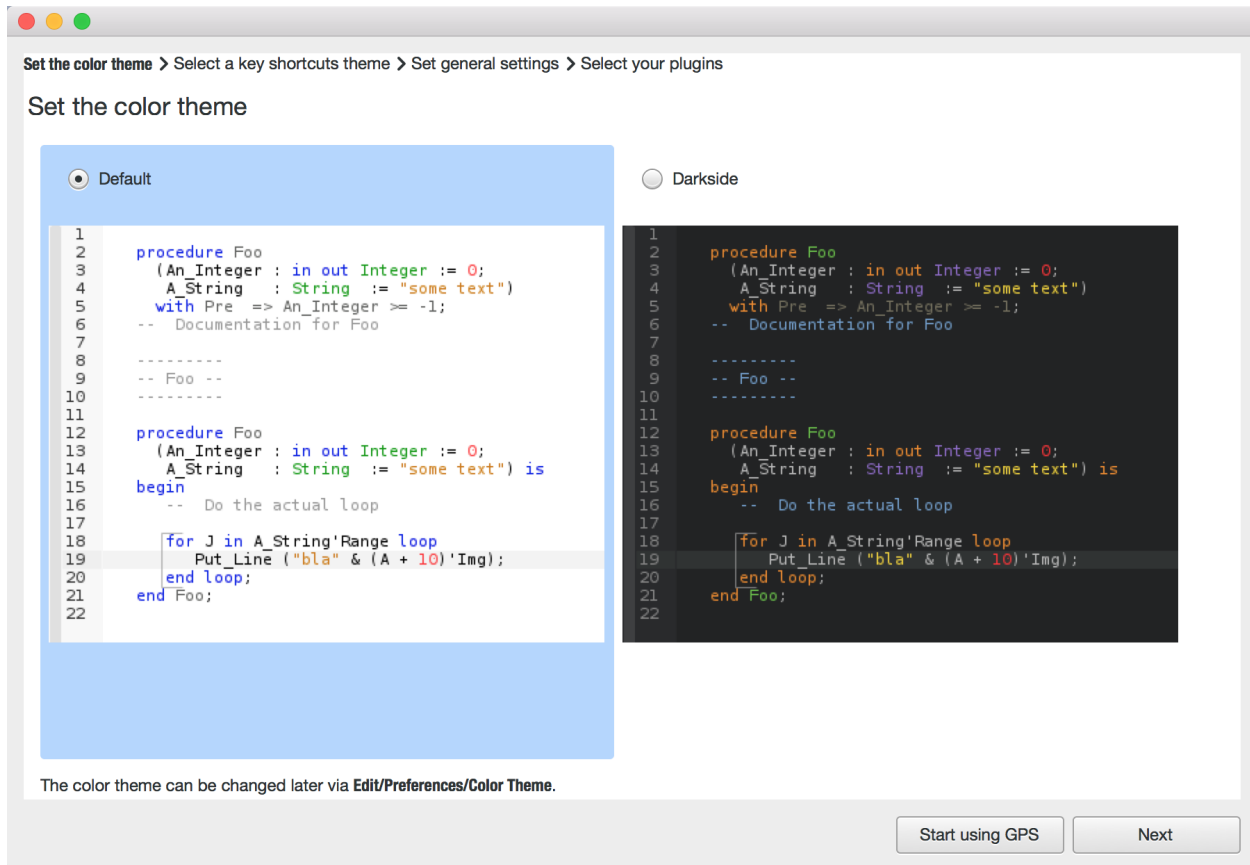 Set the color theme > Select a key shortcuts theme > Set general settings > Select your plugins
Set the color theme
Default
1
2 procedure Foo
3 (An_Integer : in out Integer := 0;
4 A_String : String := "some text")
5 with Pre => An_Integer >= -1;
6 -- Documentation for Foo
7
8 ---------
9 -- Foo --
10 ---------
11
12 procedure Foo
13 (An_Integer : in out Integer := 0;
14 A_String : String := "some text") is
15 begin
16 -- Do the actual loop
17
18 for J in A_String'Range loop
19 Put_Line ("bla" & (A + 10)'Img);
20 end loop;
21 end Foo;
22
Darkside
1
2 procedure Foo
3 (An_Integer : in out Integer := 0;
4 A_String : String := "some text")
5 with Pre => An_Integer >= -1;
6 -- Documentation for Foo
7
8 ---------
9 -- Foo --
10 ---------
11
12 procedure Foo
13 (An_Integer : in out Integer := 0;
14 A_String : String := "some text") is
15 begin
16 -- Do the actual loop
17
18 for J in A_String'Range loop
19 Put_Line ("bla" & (A + 10)'Img);
20 end loop;
21 end Foo;
22
The color theme can be changed later via Edit/Preferences/Color Theme.
Start using GPS
Next